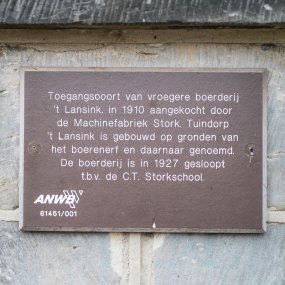 Toegangspoort van vroegere boerderij
't Lansink, in 1910 aangekocht door
de Machinefabriek Stork. Tuindorp
't Lansink is gebouwd op gronden van
het boerenerf en daarnaar genoemd.
De boerderij is in 1927 gesloopt
t.b.v. de C.T. Storkschool.
ANWB
61451/001